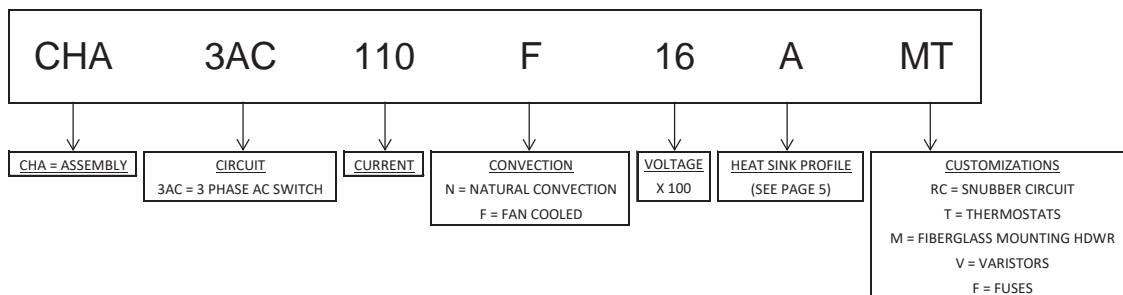 CHA 3AC 110 F 16 A MT
CHA = ASSEMBLY
CIRCUIT
3AC = 3 PHASE AC SWITCH
CURRENT
CONVECTION
N = NATURAL CONVECTION
F = FAN COOLED
VOLTAGE
X 100
HEAT SINK PROFILE
(SEE PAGE 5)
CUSTOMIZATIONS
RC = SNUBBER CIRCUIT
T = THERMOSTATS
M = FIBERGLASS MOUNTING HDWR
V = VARISTORS
F = FUSES